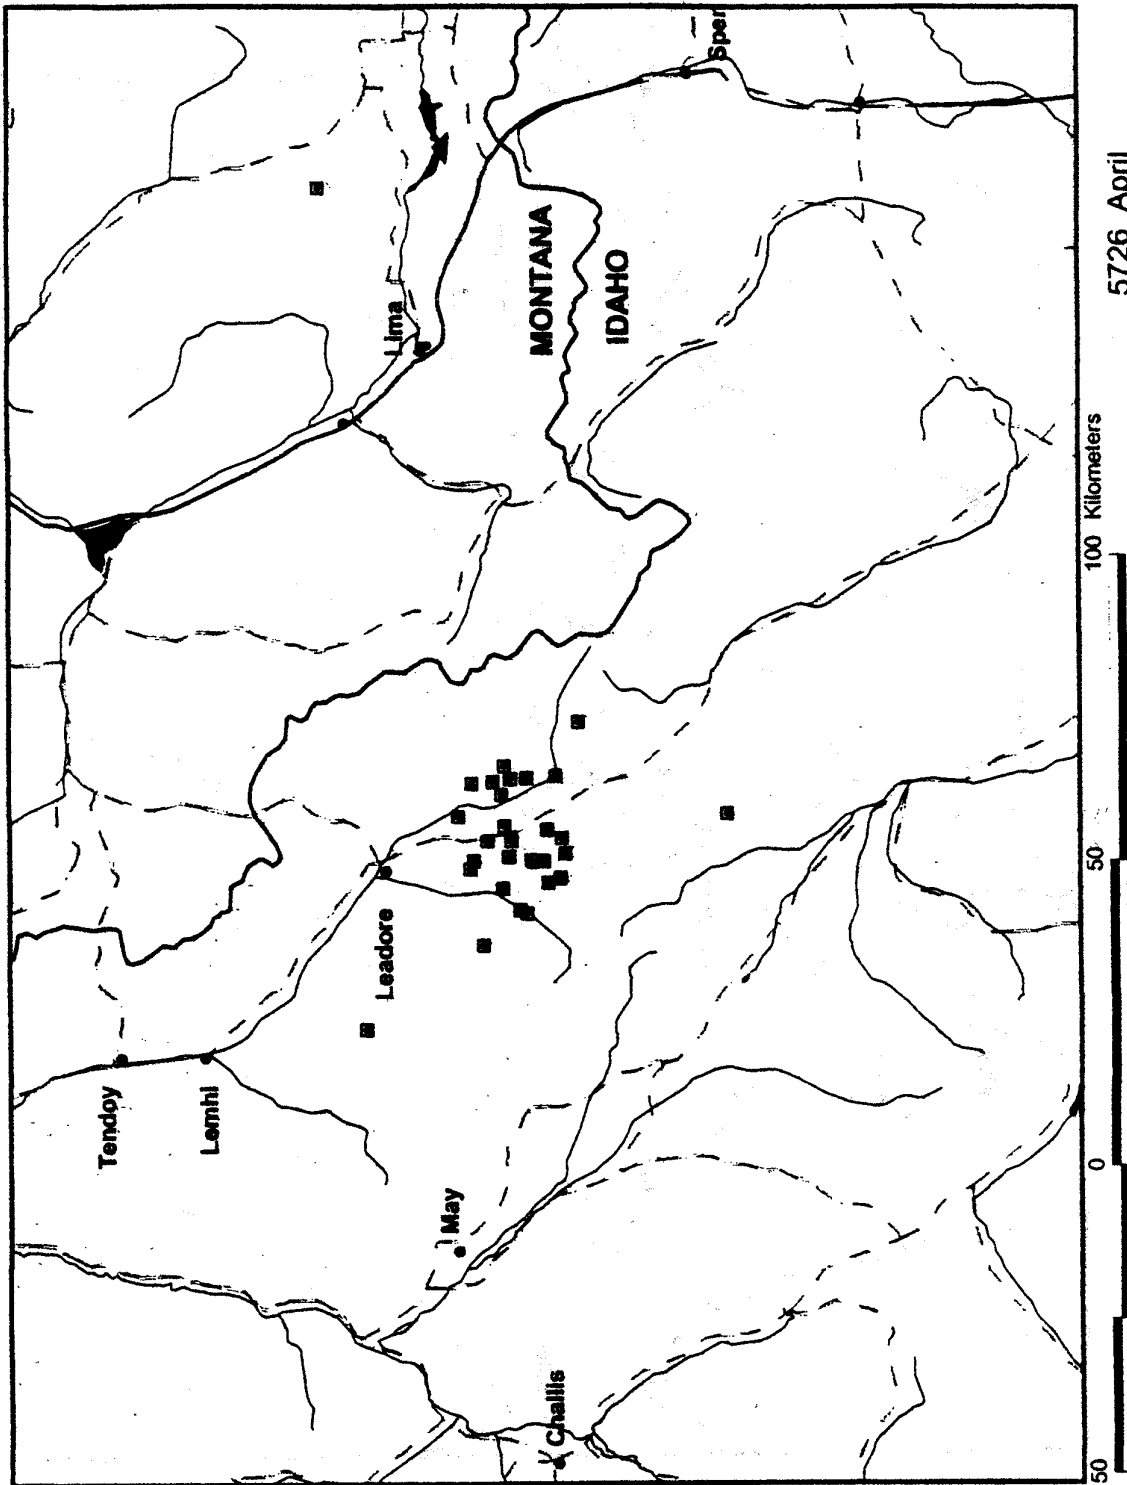 Tendoy
Lemhi
Leadore
May
Challis
Lima
MONTANA
IDAHO
Sper
50
0
50
100 Kilometers
5726 April